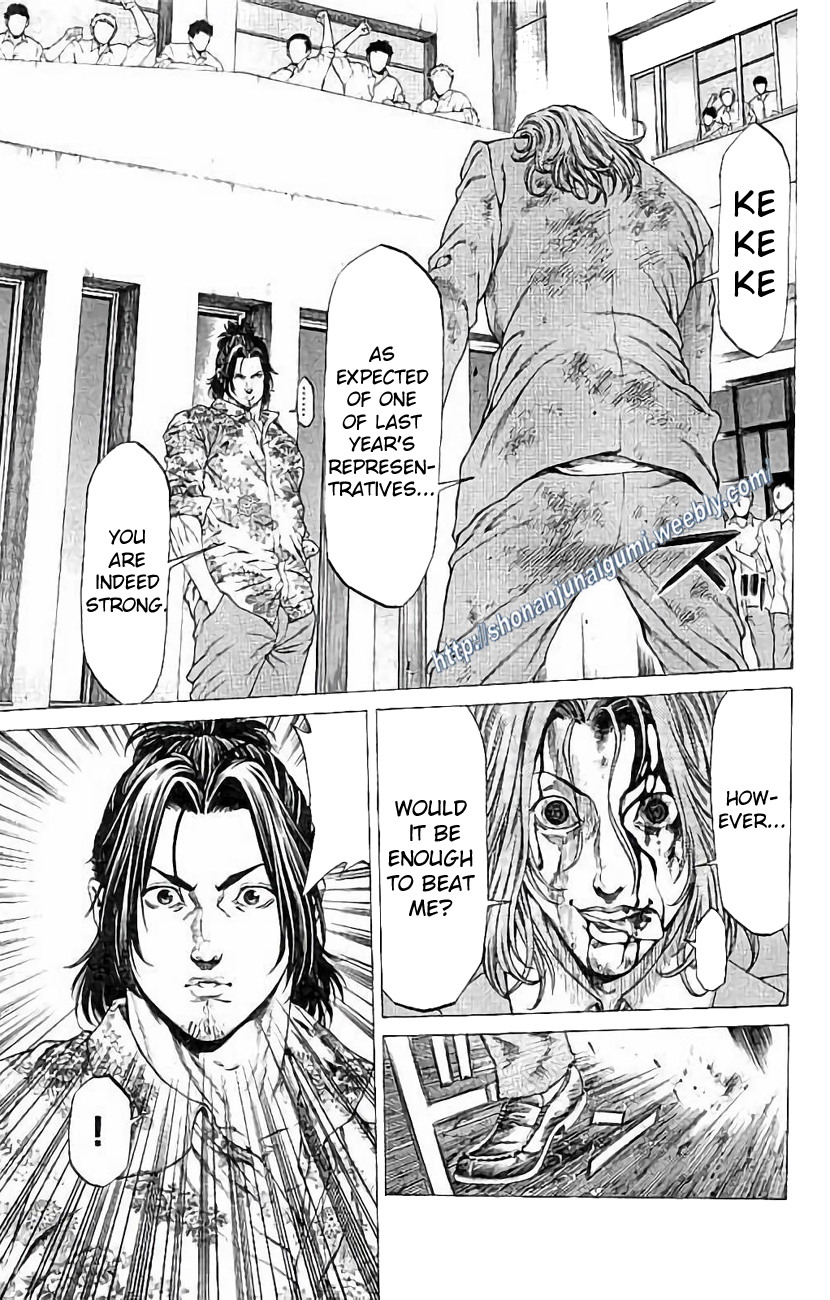 KE
KE
KE
AS
EXPECTED
OF ONE
OF LAST
YEAR'S
REPRESEN-
TATIVES...
......
YOU
ARE
INDEED
STRONG.
ス
http://shonanjunaigumi.weebly.com/
HOW-
EVER...
WOULD
IT BE
ENOUGH
TO BEAT
ME?
!